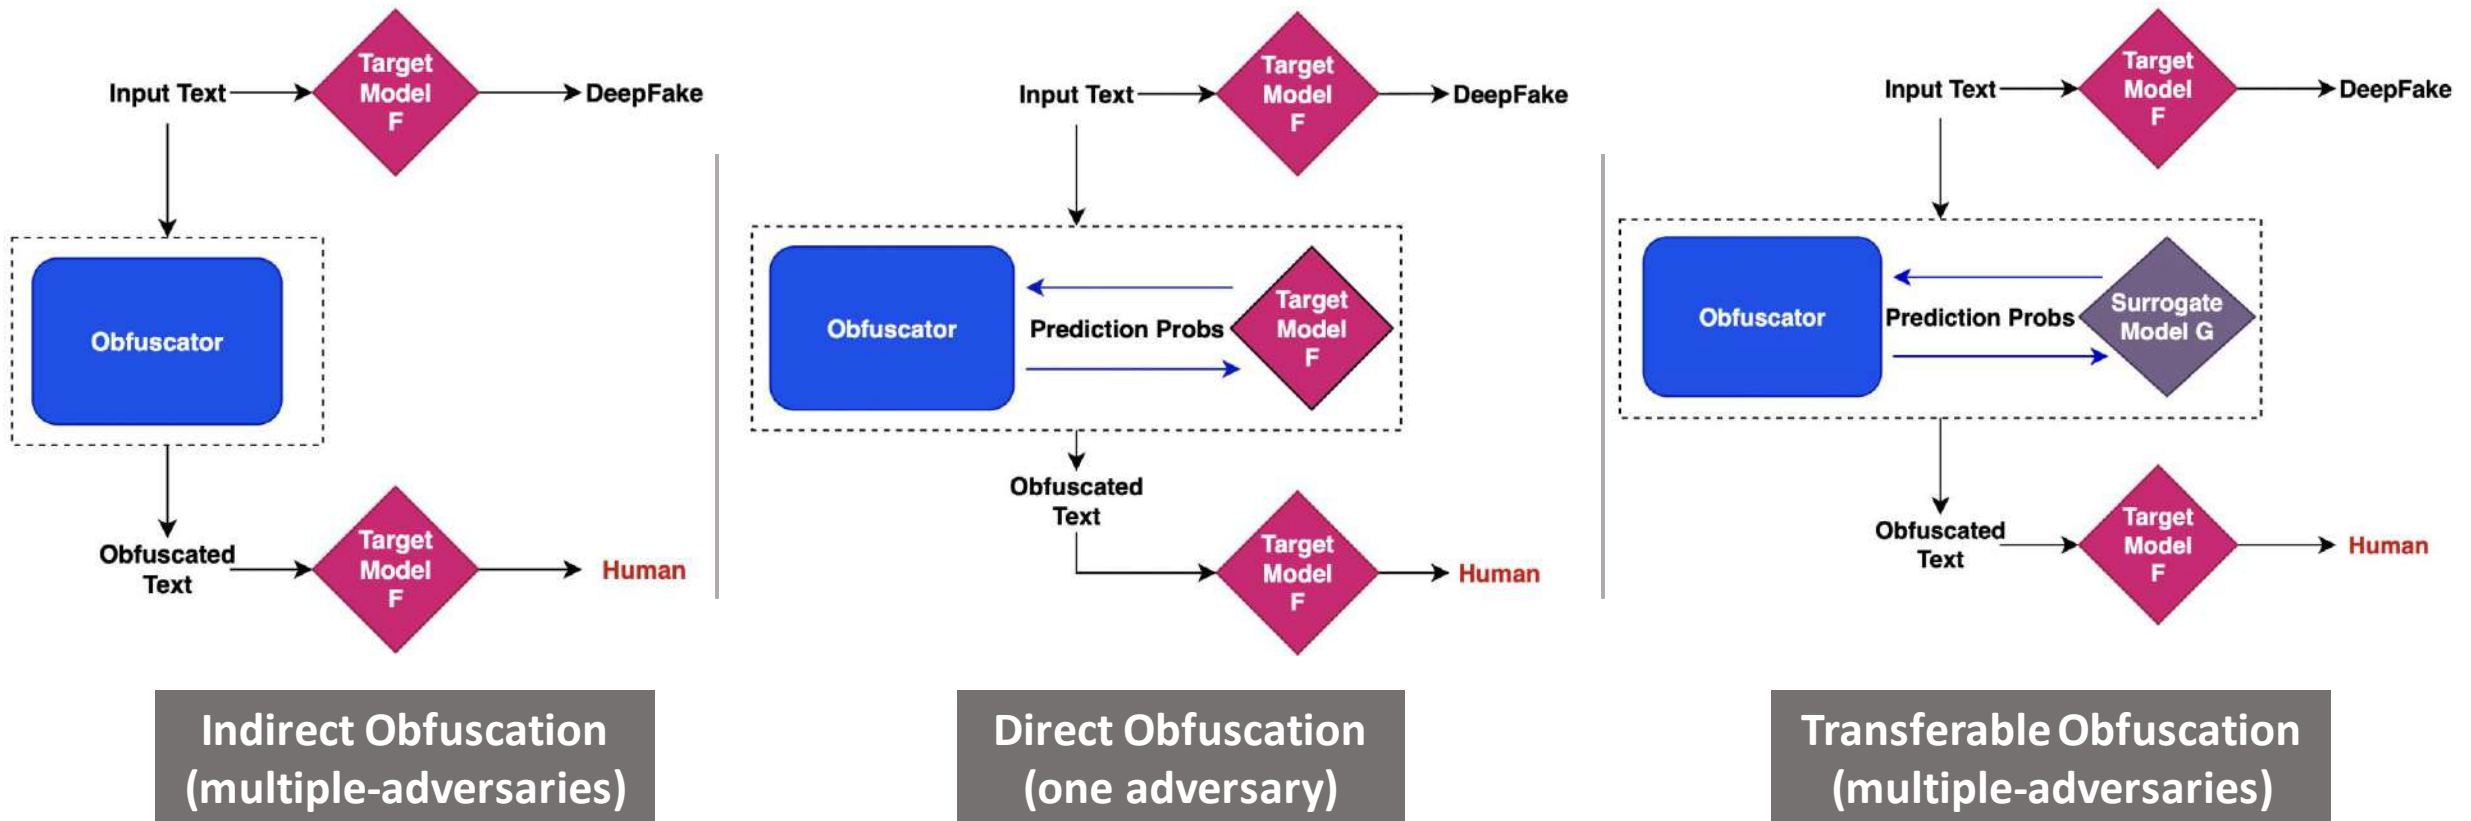 Input Text
Target
Model
F
DeepFake
Obfuscator
Obfuscated
Text
Target
Model
F
Human
Indirect Obfuscation
(multiple-adversaries)
Input Text
Target
Model
F
DeepFake
Obfuscator
Prediction Probs
Target
Model
F
Obfuscated
Text
Target
Model
F
Human
Direct Obfuscation
(one adversary)
Input Text
Target
Model
F
DeepFake
Obfuscator
Prediction Probs
Surrogate
Model G
Obfuscated
Text
Target
Model
F
Human
Transferable Obfuscation
(multiple-adversaries)